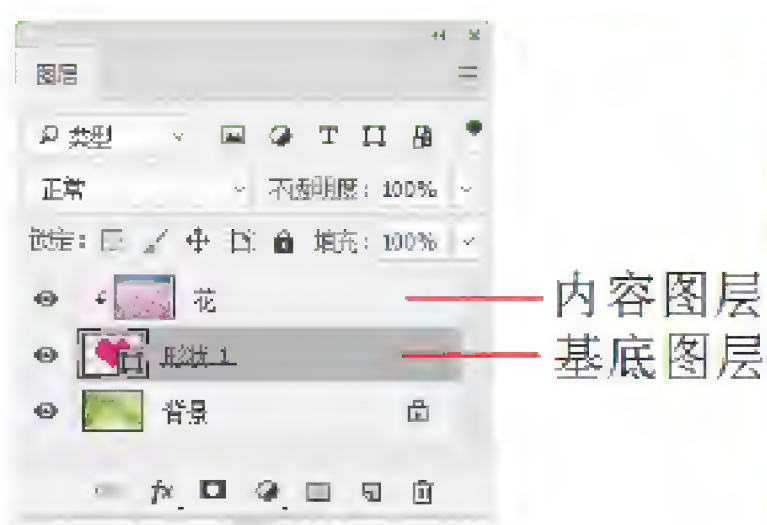 图层
类型
正常 不透明度: 100%
锁定: 填充: 100%
花 内容图层
形状 1 基底图层
背景
fx